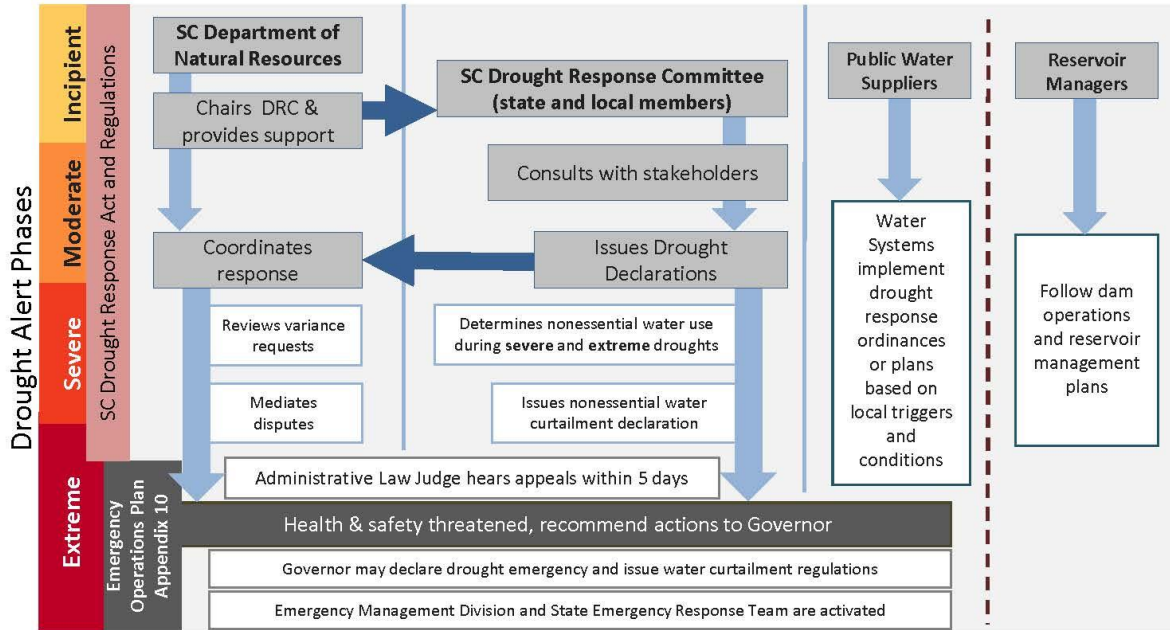 Drought Alert Phases
Incipient
Moderate
Severe
Extreme
SC Drought Response Act and Regulations
Emergency
Operations Plan
Appendix 10
SC Department of
Natural Resources
Chairs DRC &
provides support
Coordinates
response
Reviews variance
requests
Mediates
disputes
SC Drought Response Committee
(state and local members)
Consults with stakeholders
Issues Drought
Declarations
Determines nonessential water use
during severe and extreme droughts
Issues nonessential water
curtailment declaration
Administrative Law Judge hears appeals within 5 days
Health & safety threatened, recommend actions to Governor
Governor may declare drought emergency and issue water curtailment regulations
Emergency Management Division and State Emergency Response Team are activated
Public Water
Suppliers
Water
Systems
implement
drought
response
ordinances
or plans
based on
local triggers
and
conditions
Reservoir
Managers
Follow dam
operations
and reservoir
management
plans